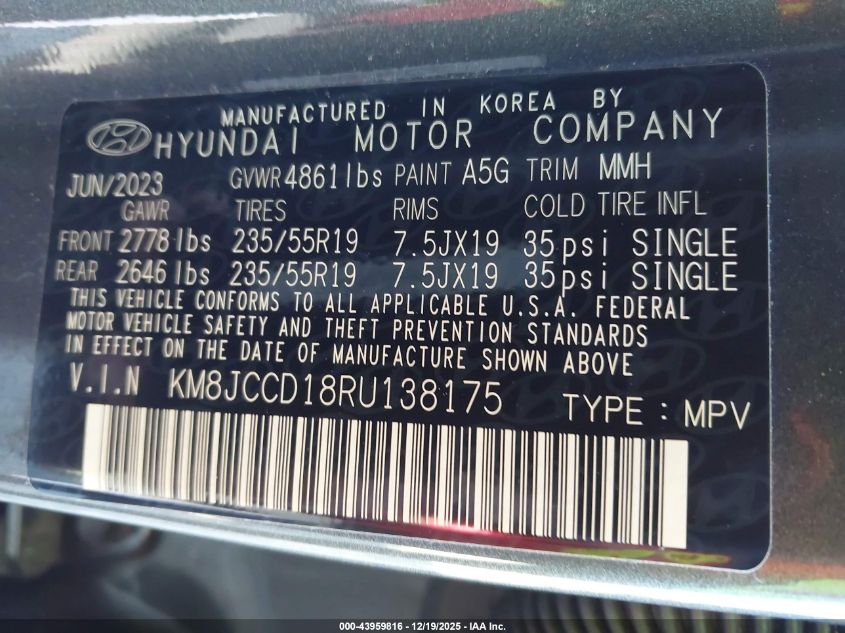 MANUFACTURED IN KOREA BY
HYUNDAI MOTOR COMPANY
JUN/2023 GVWR 4861lbs PAINT A5G TRIM MMH
GAWR TIRES RIMS COLD TIRE INFL
FRONT 2778 lbs 235/55R19 7.5JX19 35psi SINGLE
REAR 2646 lbs 235/55R19 7.5JX19 35psi SINGLE
THIS VEHICLE CONFORMS TO ALL APPLICABLE U.S.A. FEDERAL
MOTOR VEHICLE SAFETY AND THEFT PREVENTION STANDARDS
IN EFFECT ON THE DATE OF MANUFACTURE SHOWN ABOVE
V.I.N KM8JCCD18RU138175 TYPE : MPV
000-43959816 - 12/19/2025 - IAA Inc.